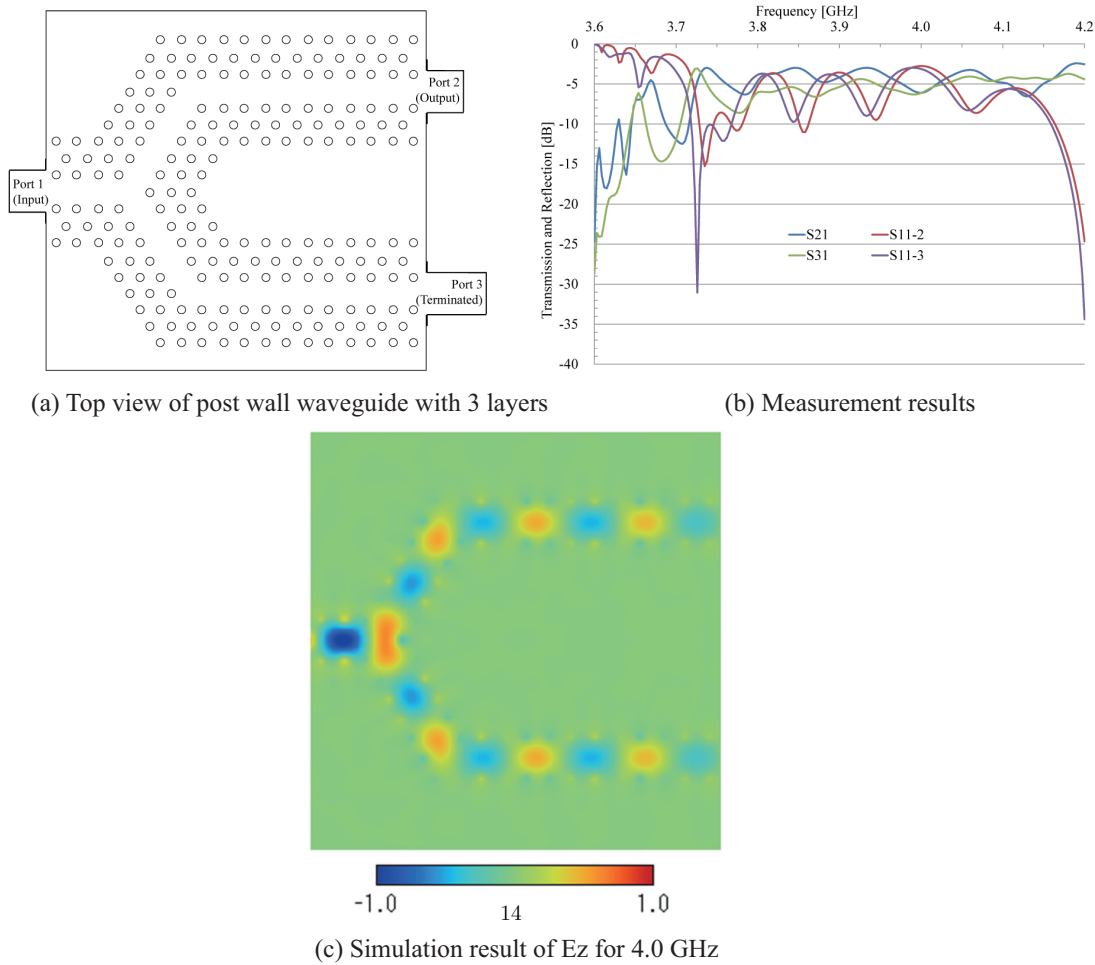 Port 2
(Output)
Port 1
(Input)
Port 3
(Terminated)
(a) Top view of post wall waveguide with 3 layers
Frequency [GHz]
3.6 3.7 3.8 3.9 4.0 4.1 4.2
Transmission and Reflection [dB]
0
-5
-10
-15
-20
-25
-30
-35
-40
S21 S11-2
S31 S11-3
(b) Measurement results
-1.0 1.0
14
(c) Simulation result of Ez for 4.0 GHz